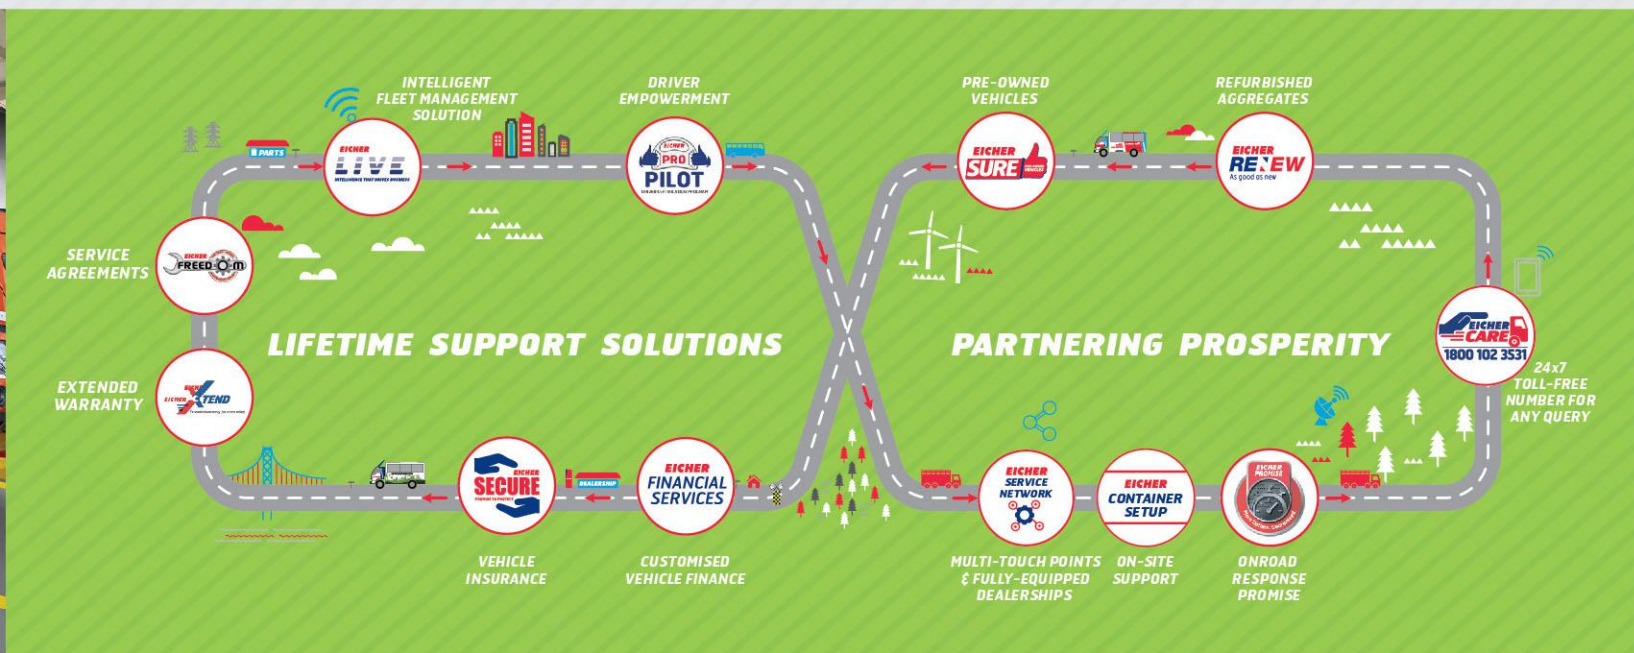 INTELLIGENT
FLEET MANAGEMENT
SOLUTION
DRIVER
EMPOWERMENT
PRE-OWNED
VEHICLES
REFURBISHED
AGGREGATES
PARTS
EICHER
LIVE
INTELLIGENCE THAT DRIVES BUSINESS
EICHER
PRO
PILOT
EICHER
SURE
EICHER
RENEW
As good as new
SERVICE
AGREEMENTS
EICHER
FREEDOM
LIFETIME SUPPORT SOLUTIONS
PARTNERING PROSPERITY
EICHER
CARE
1800 102 3531
24x7
TOLL-FREE
NUMBER FOR
ANY QUERY
EXTENDED
WARRANTY
EICHER
XTEND
EICHER
SECURE
DEALERSHIP
EICHER
FINANCIAL
SERVICES
EICHER
SERVICE
NETWORK
EICHER
CONTAINER
SETUP
EICHER
PROMISE
VEHICLE
INSURANCE
CUSTOMISED
VEHICLE FINANCE
MULTI-TOUCH POINTS
& FULLY-EQUIPPED
DEALERSHIPS
ON-SITE
SUPPORT
ONROAD
RESPONSE
PROMISE